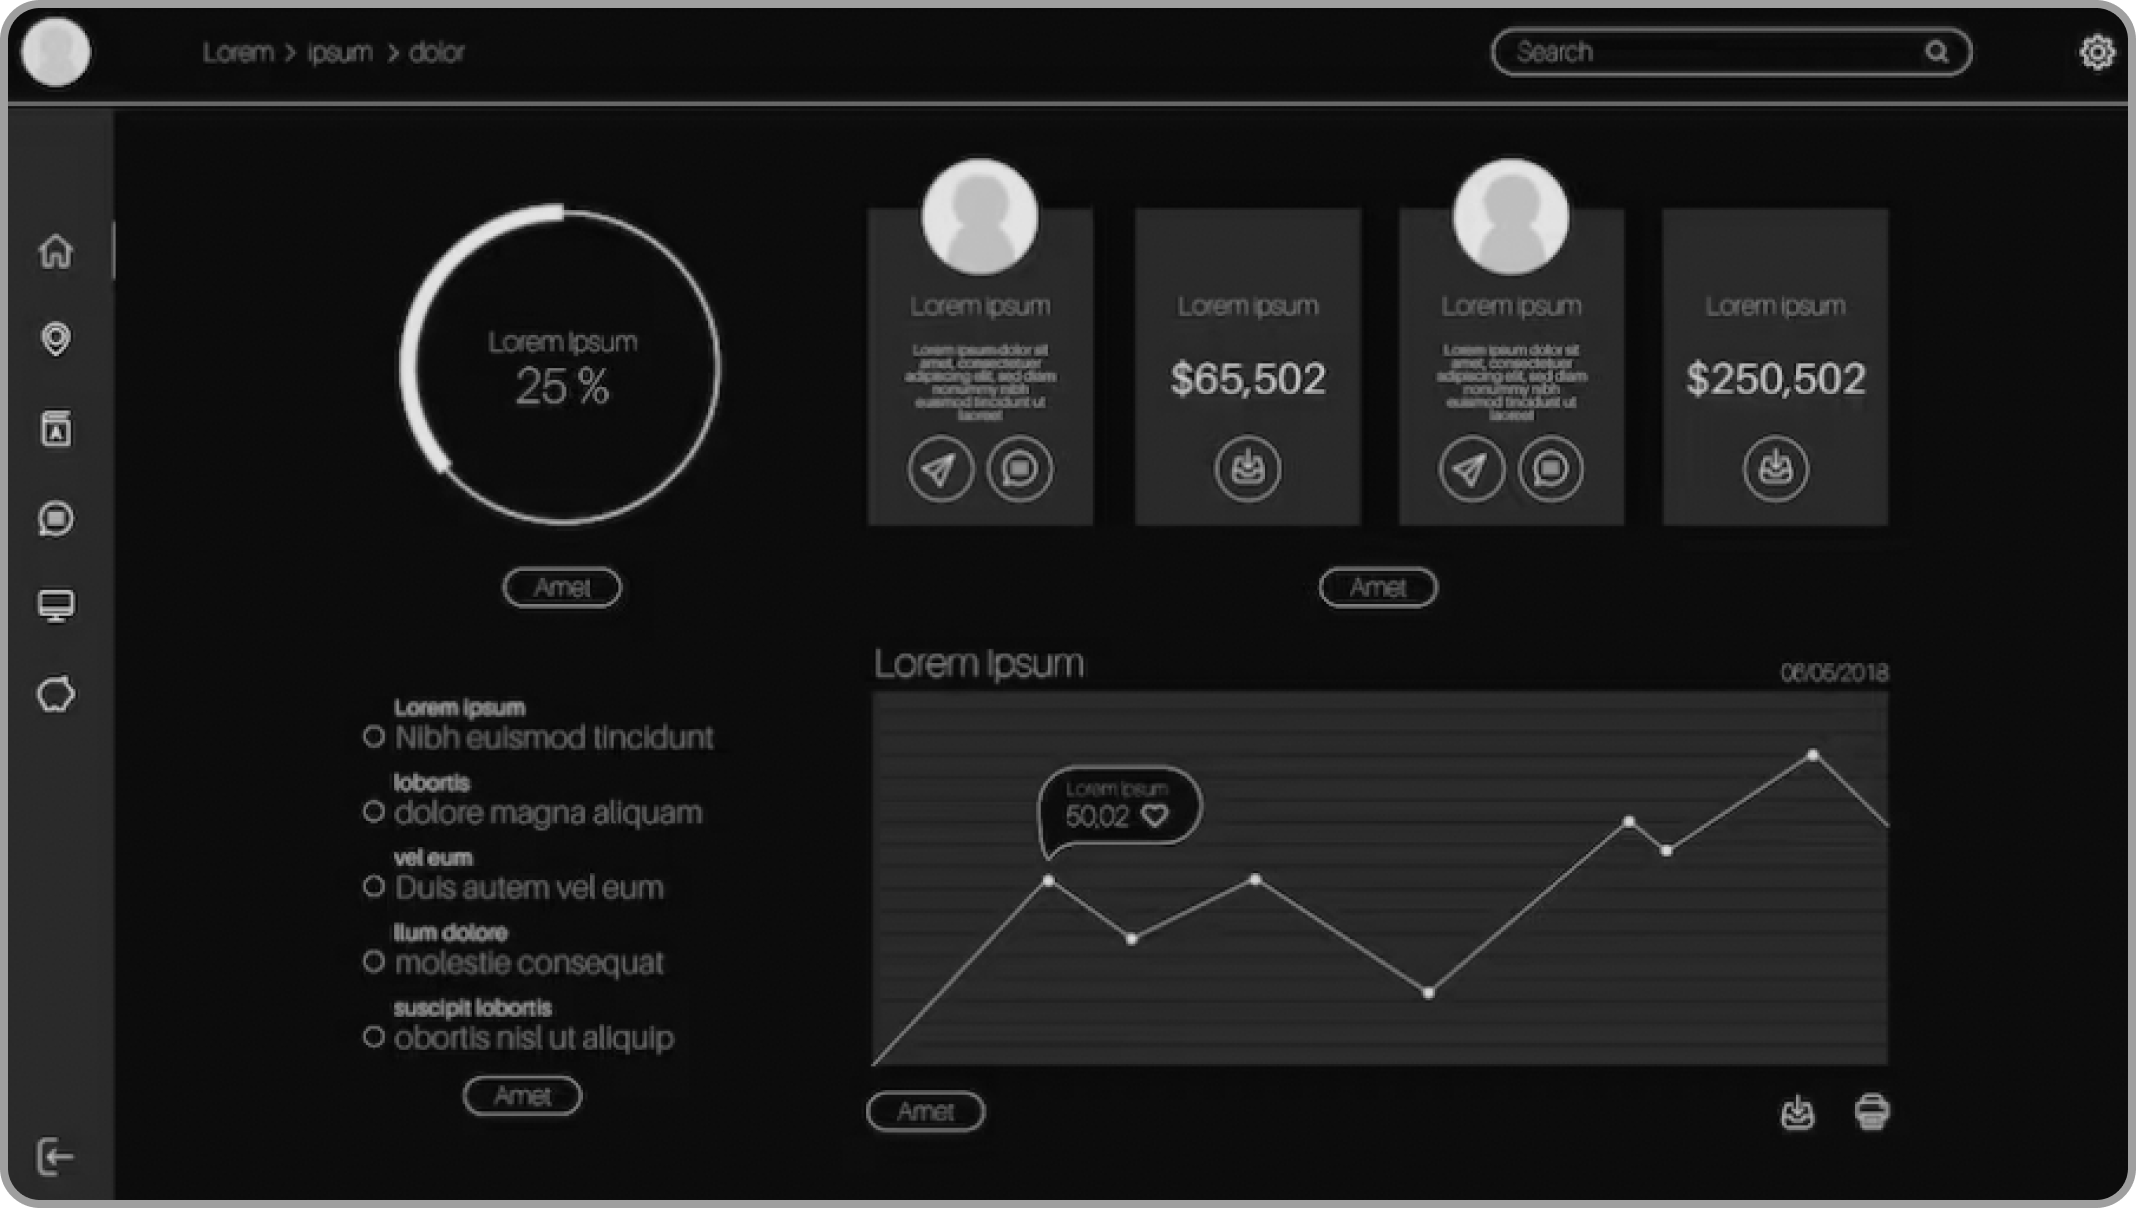 Lorem > ipsum > dolor
Search
Lorem Ipsum
25 %
Amet
Lorem Ipsum
Lorem ipsum dolor sit
amet, consectetuer
adipiscing elit, sed diam
nonummy nibh
euismod tincidunt ut
laoreet
Lorem Ipsum
$65,502
Lorem Ipsum
Lorem ipsum dolor sit
amet, consectetuer
adipiscing elit, sed diam
nonummy nibh
euismod tincidunt ut
laoreet
Lorem Ipsum
$250,502
Amet
Lorem ipsum
Nibh euismod tincidunt
lobortis
dolore magna aliquam
vel eum
Duis autem vel eum
llum dolore
molestie consequat
suscipit lobortis
obortis nisl ut aliquip
Amet
Lorem Ipsum
06/05/2018
Lorem Ipsum
50,02
Amet